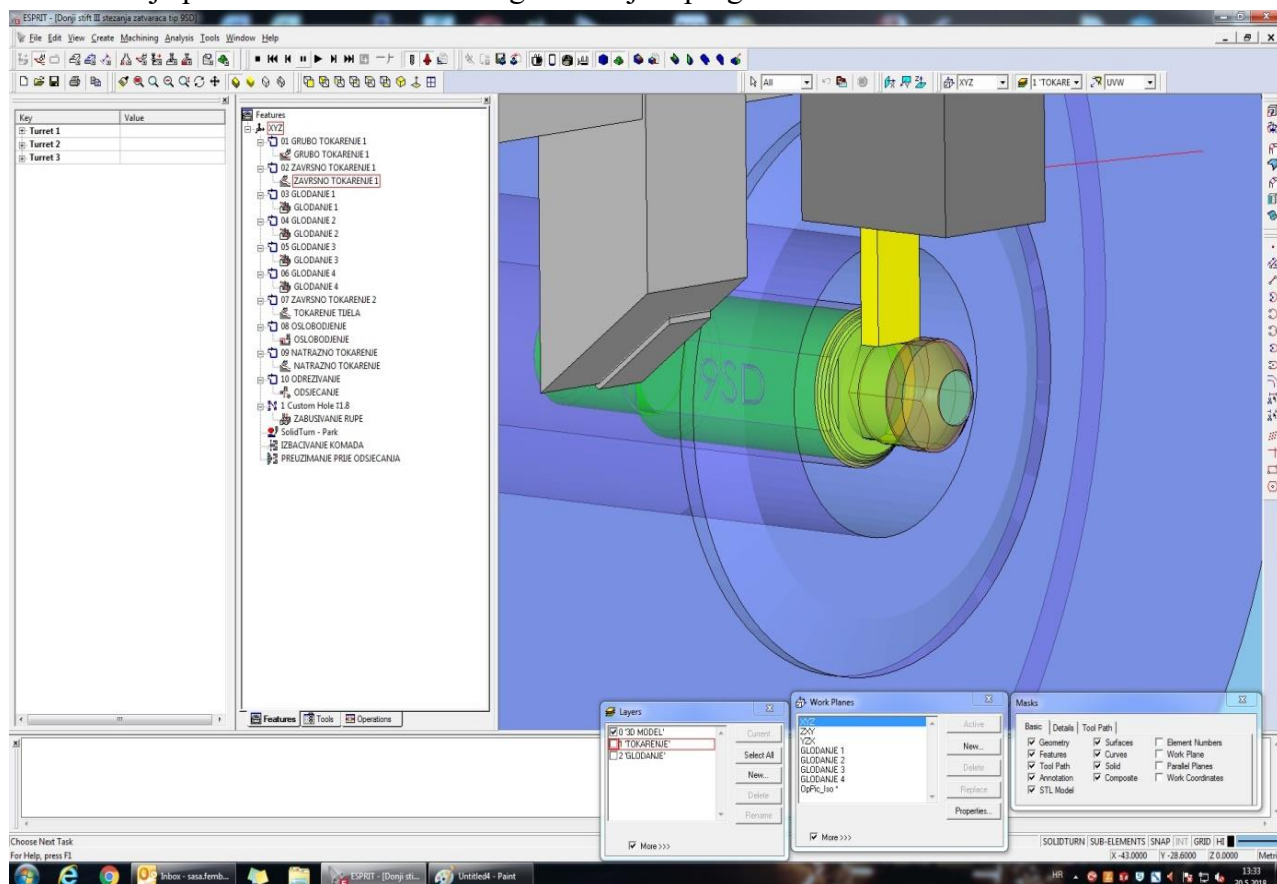 ESPRIT - [Donji stift III stezanja zatvaraca tip 9SD]
File Edit View Create Machining Analysis Tools Window Help
All
XYZ
1 'TOKARE
UVW
Key Value
Turret 1
Turret 2
Turret 3
Features
XYZ
01 GRUBO TOKARENJE 1
GRUBO TOKARENJE 1
02 ZAVRSNO TOKARENJE 1
ZAVRSNO TOKARENJE 1
03 GLODANJE 1
GLODANJE 1
04 GLODANJE 2
GLODANJE 2
05 GLODANJE 3
GLODANJE 3
06 GLODANJE 4
GLODANJE 4
07 ZAVRSNO TOKARENJE 2
TOKARENJE TIJELA
08 OSLOBODJENJE
OSLOBODJENJE
09 NATRAZNO TOKARENJE
NATRAZNO TOKARENJE
10 ODREZIVANJE
ODSJECANJE
1 Custom Hole
ZABUSIVANJE RUPE
SolidTurn - Park
IZBACIVANJE KOMADA
PREUZIMANJE PRIJE ODSJECANJA
Features Tools Operations
9SD
Layers
0 '3D MODEL'
1 'TOKARENJE'
2 'GLODANJE'
Current
Select All
New...
Delete
Rename
More >>>
Work Planes
XYZ
ZXY
YZX
GLODANJE 1
GLODANJE 2
GLODANJE 3
GLODANJE 4
OpPic_Iso *
Active
New...
Delete
Replace
Properties...
More >>>
Masks
Basic Details Tool Path
Geometry Surfaces Element Numbers
Features Curves Work Plane
Tool Path Solid Parallel Planes
Annotation Composite Work Coordinates
STL Model
Choose Next Task
SOLIDTURN SUB-ELEMENTS SNAP INT GRID HI
For Help, press F1
X -43.0000 Y -28.6000 Z 0.0000 Metri
Inbox - sasa.femb...
ESPRIT - [Donji sti...
Untitled4 - Paint
HR
13:33
20.5.2018